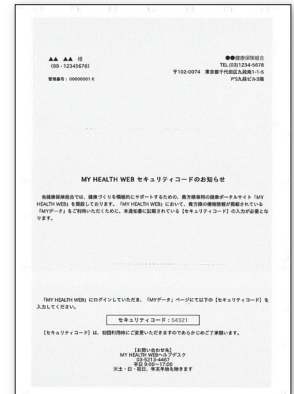 ▲▲ ▲▲ 様
(99 - 12345678)
管理番号： 00000001 K
●●健康保険組合
TEL (03)1234-5678
〒102-0074 東京都千代田区九段南1-1-5
P'S九段ビル3階
MY HEALTH WEB セキュリティコードのお知らせ
当健康保険組合では、健康づくりを積極的にサポートするための、貴方様専用の健康ポータルサイト「MY
HEALTH WEB」を開設しております。「MY HEALTH WEB」において、貴方様の機微情報が掲載されている
「MYデータ」をご利用いただくために、本通知書に記載されている【セキュリティコード】の入力が必要とな
ります。
「MY HEALTH WEB」にログインしていただき、「MYデータ」ページにて以下の【セキュリティコード】を
入力してください。
セキュリティコード：54321
【セキュリティコード】は、初回利用時にご変更いただきますのであらかじめご了承願います。
【お問い合わせ先】
MY HEALTH WEBヘルプデスク
03-5213-4467
平日 9:00～17:00
※土・日・祝日、年末年始を除きます